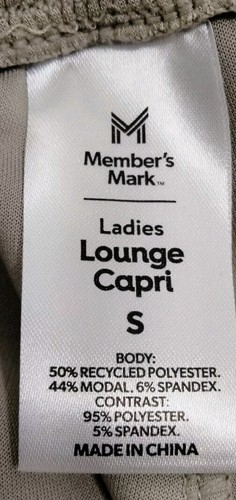 Member's
Mark™
Ladies
Lounge
Capri
S
BODY:
50% RECYCLED POLYESTER.
44% MODAL. 6% SPANDEX.
CONTRAST:
95% POLYESTER.
5% SPANDEX.
MADE IN CHINA